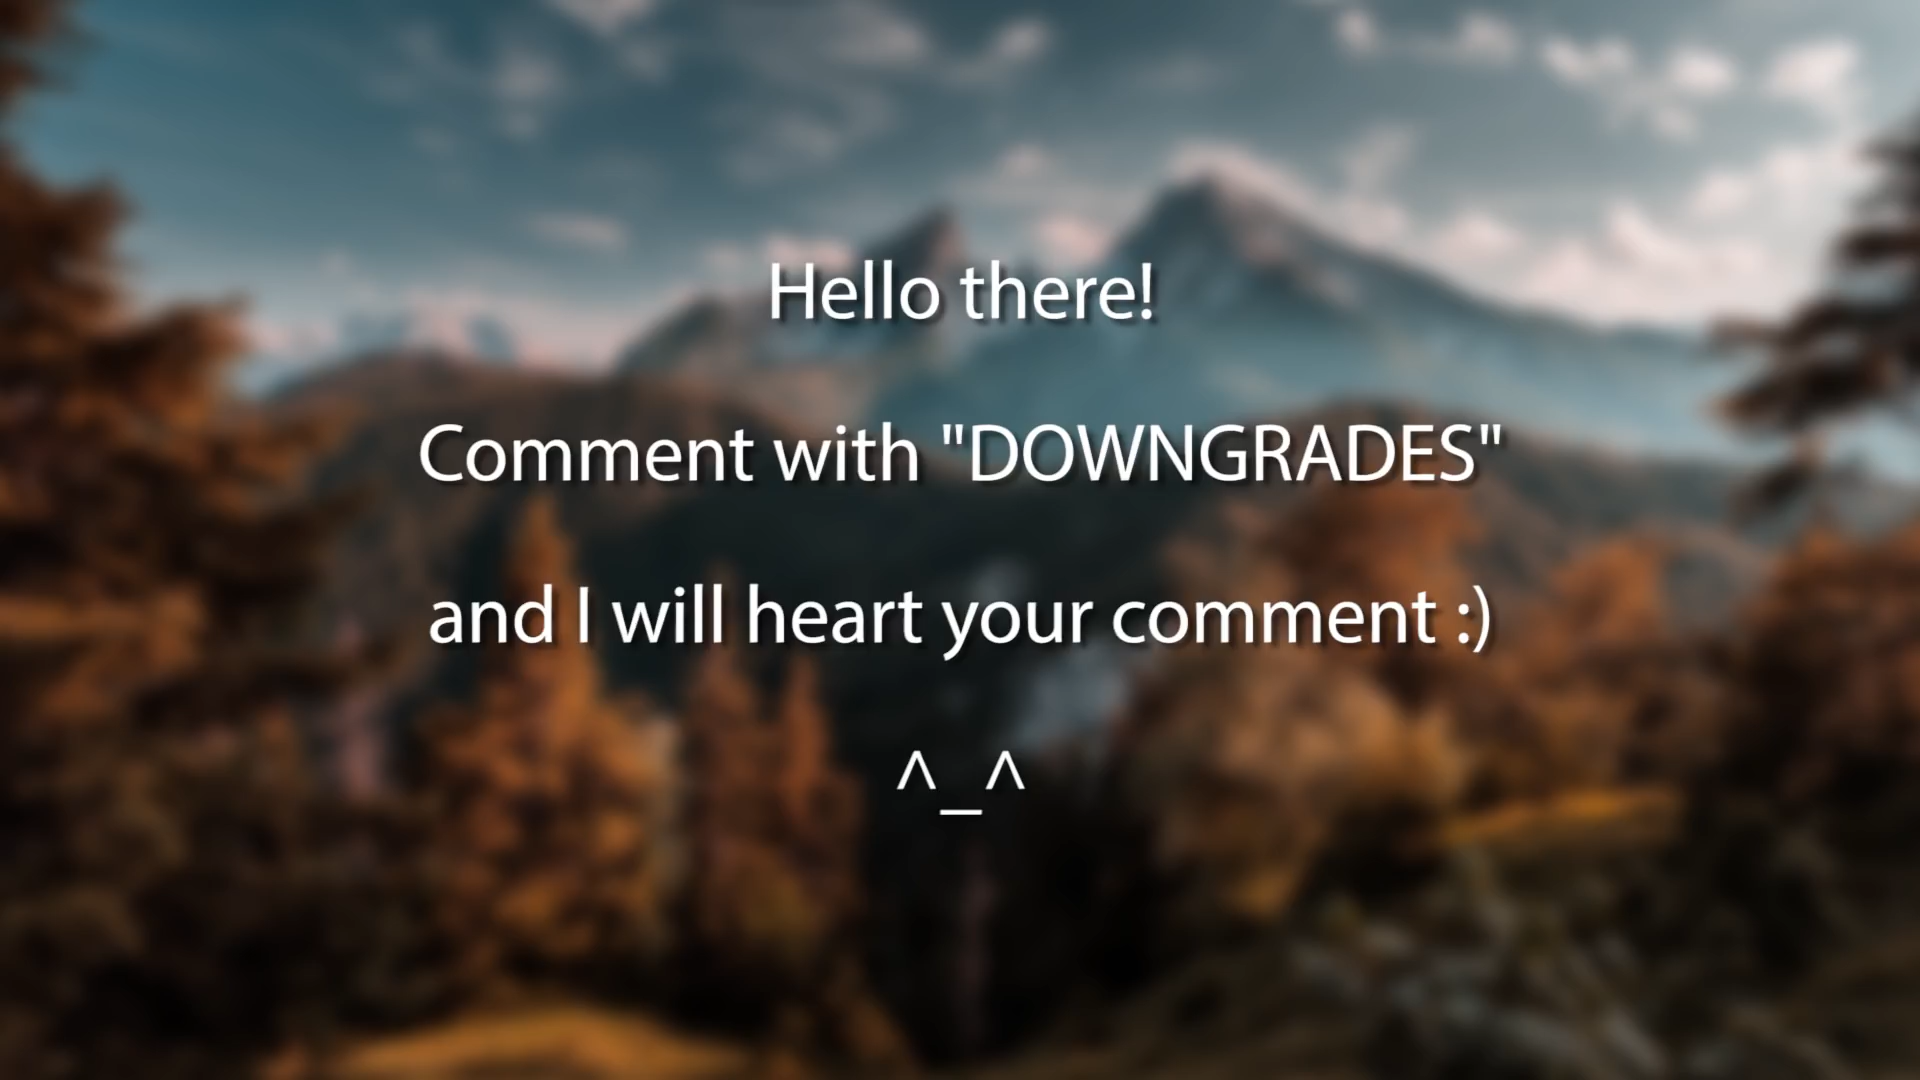 Hello there!
Comment with "DOWNGRADES"
and I will heart your comment :)
^_^